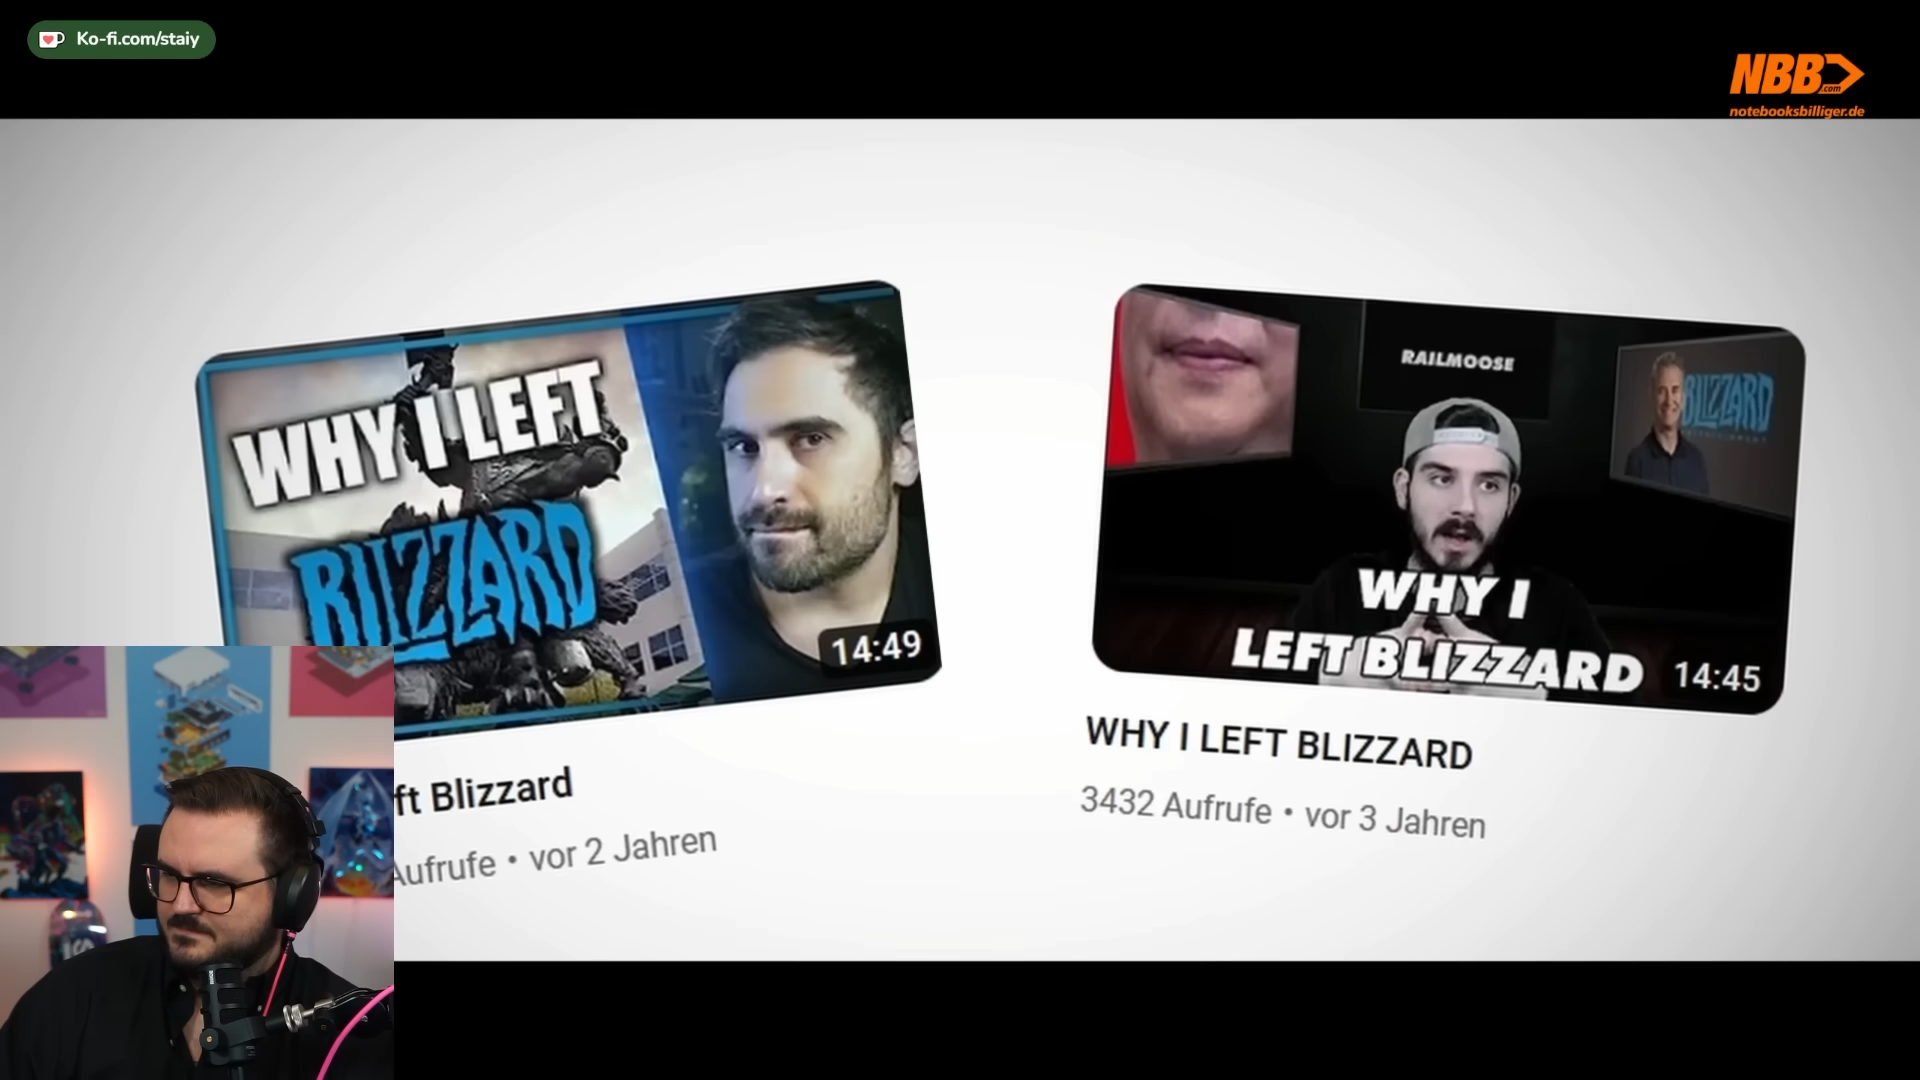 Ko-fi.com/staiy
NBB.com
notebooksbilliger.de
WHY I LEFT
BLIZZARD
14:49
ft Blizzard
Aufrufe • vor 2 Jahren
RAILMOOSE
BLIZZARD
WHY I
LEFT BLIZZARD
14:45
WHY I LEFT BLIZZARD
3432 Aufrufe • vor 3 Jahren